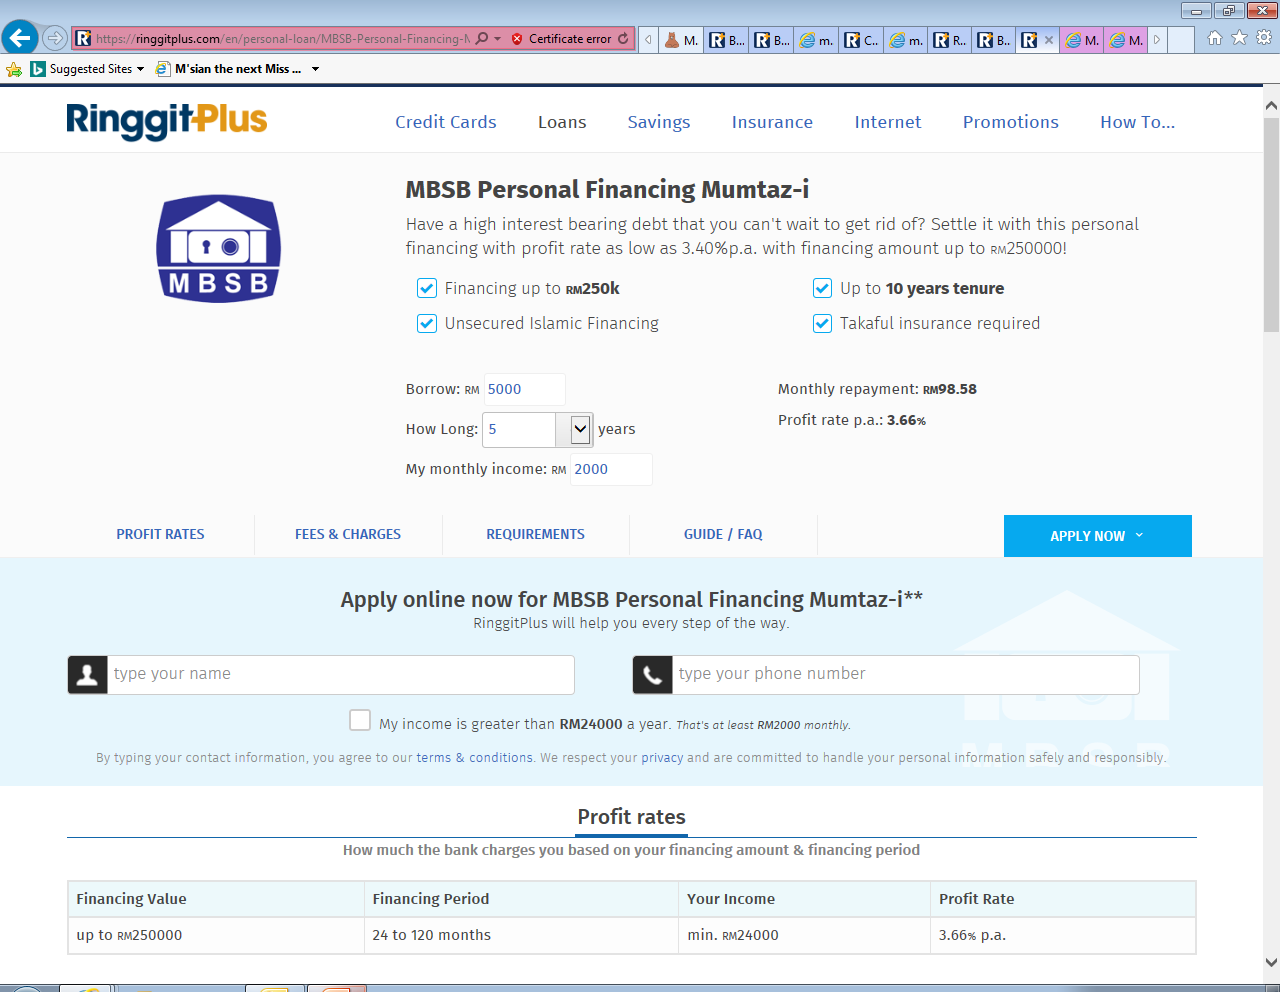 https://ringgitplus.com/en/personal-loan/MBSB-Personal-Financing-M
Certificate error
M.
B...
B...
m.
C..
m..
R..
B..
M.
M.
Suggested Sites
M'sian the next Miss ...
RinggitPlus
Credit Cards
Loans
Savings
Insurance
Internet
Promotions
How To...
MBSB
MBSB Personal Financing Mumtaz-i
Have a high interest bearing debt that you can't wait to get rid of? Settle it with this personal
financing with profit rate as low as 3.40%p.a. with financing amount up to RM250000!
Financing up to RM250k
Up to 10 years tenure
Unsecured Islamic Financing
Takaful insurance required
Borrow: RM 5000
Monthly repayment: RM98.58
Profit rate p.a.: 3.66%
How Long: 5 years
My monthly income: RM 2000
PROFIT RATES
FEES & CHARGES
REQUIREMENTS
GUIDE / FAQ
APPLY NOW
Apply online now for MBSB Personal Financing Mumtaz-i**
RinggitPlus will help you every step of the way.
type your name
type your phone number
My income is greater than RM24000 a year. That's at least RM2000 monthly.
By typing your contact information, you agree to our terms & conditions. We respect your privacy and are committed to handle your personal information safely and responsibly.
MBSB
Profit rates
How much the bank charges you based on your financing amount & financing period
Financing Value
Financing Period
Your Income
Profit Rate
up to RM250000
24 to 120 months
min. RM24000
3.66% p.a.